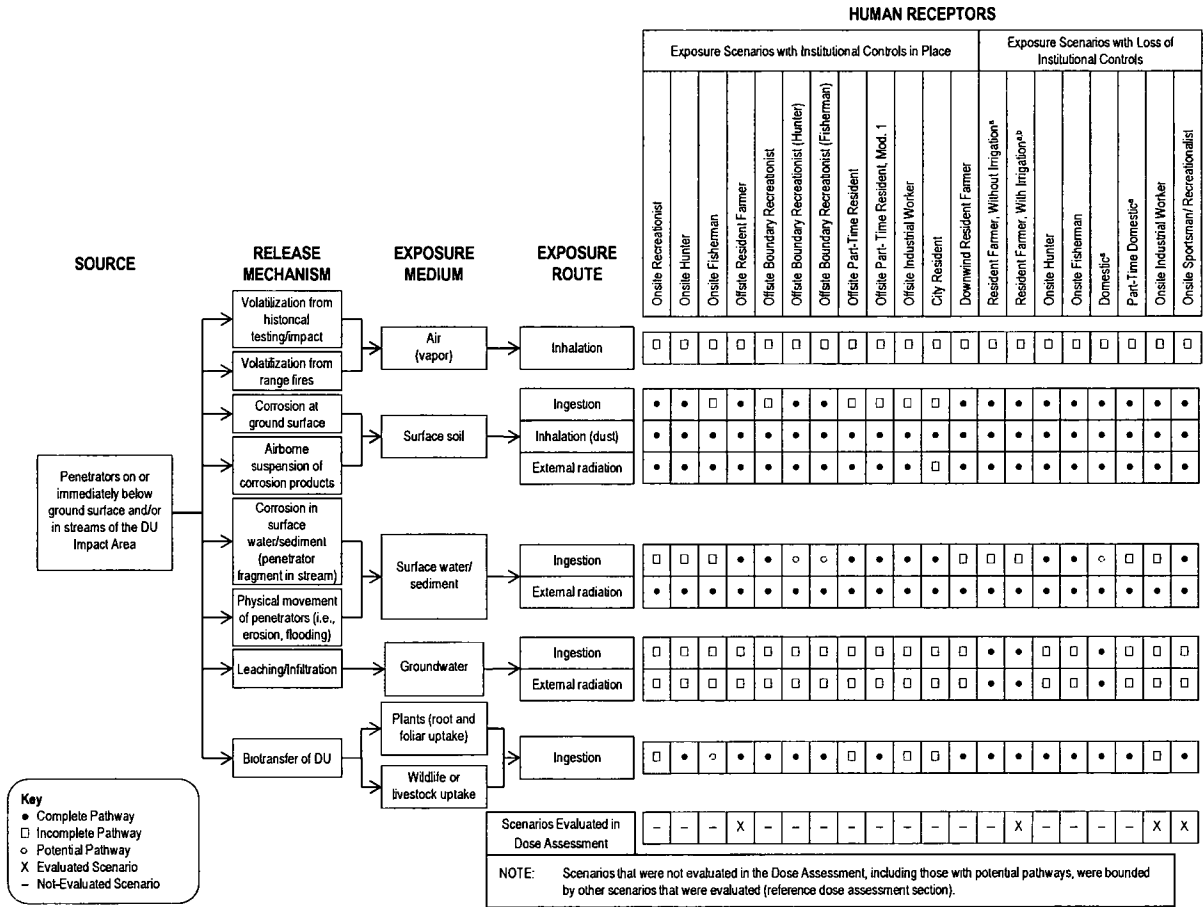 HUMAN RECEPTORS
Exposure Scenarios with Institutional Controls in Place
Exposure Scenarios with Loss of
Institutional Controls
Onsite Recreationist
Onsite Hunter
Onsite Fisherman
Offsite Resident Farmer
Offsite Boundary Recreationist
Offsite Boundary Recreationist (Hunter)
Offsite Boundary Recreationist (Fisherman)
Offsite Part-Time Resident
Offsite Part- Time Resident, Mod. 1
Offsite Industrial Worker
City Resident
Downwind Resident Farmer
Resident Farmer, Without Irrigationᵃ
Resident Farmer, With Irrigationᵃ,ᵇ
Onsite Hunter
Onsite Fisherman
Domesticᵃ
Part-Time Domesticᵃ
Onsite Industrial Worker
Onsite Sportsman/ Recreationalist
SOURCE
RELEASE
MECHANISM
EXPOSURE
MEDIUM
EXPOSURE
ROUTE
Penetrators on or
immediately below
ground surface and/or
in streams of the DU
Impact Area
Volatilization from
historical
testing/impact
Volatilization from
range fires
Corrosion at
ground surface
Airborne
suspension of
corrosion products
Corrosion in
surface
water/sediment
(penetrator
fragment in stream)
Physical movement
of penetrators (i.e.,
erosion, flooding)
Leaching/Infiltration
Biotransfer of DU
Air
(vapor)
Surface soil
Surface water/
sediment
Groundwater
Plants (root and
foliar uptake)
Wildlife or
livestock uptake
Inhalation
Ingestion
Inhalation (dust)
External radiation
Ingestion
External radiation
Ingestion
External radiation
Ingestion
Scenarios Evaluated in
Dose Assessment
– – – X – – – – – – – – – X – – – – X X
NOTE: Scenarios that were not evaluated in the Dose Assessment, including those with potential pathways, were bounded
by other scenarios that were evaluated (reference dose assessment section).
Key
● Complete Pathway
□ Incomplete Pathway
○ Potential Pathway
X Evaluated Scenario
– Not-Evaluated Scenario